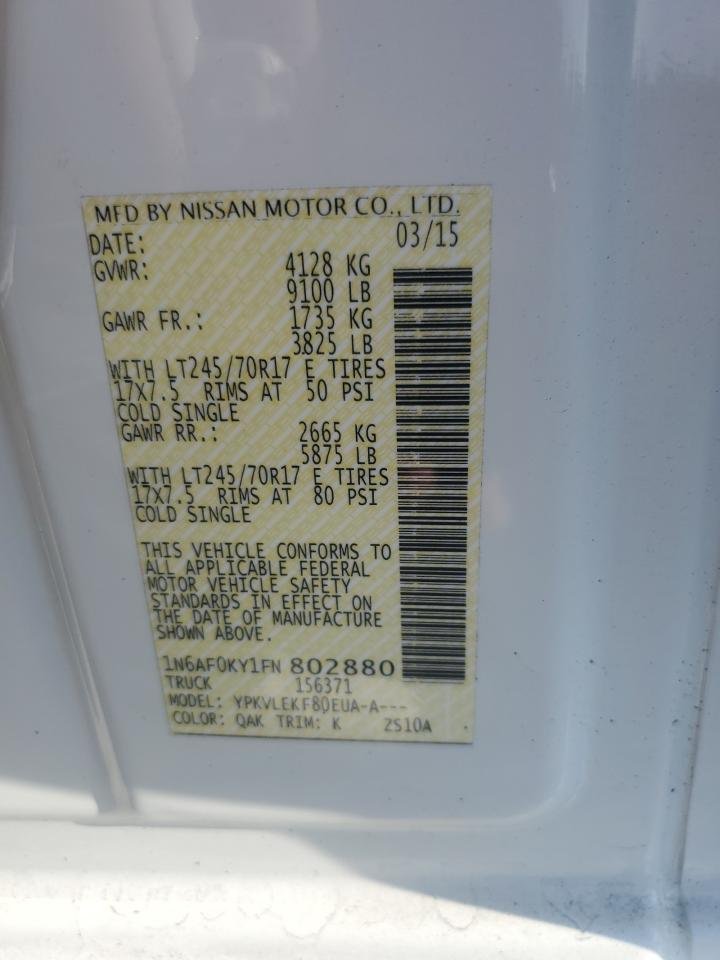 MFD BY NISSAN MOTOR CO., LTD.
DATE: 03/15
GVWR: 4128 KG
9100 LB
GAWR FR.: 1735 KG
3825 LB
WITH LT245/70R17 E TIRES
17X7.5 RIMS AT 50 PSI
COLD SINGLE
GAWR RR.: 2665 KG
5875 LB
WITH LT245/70R17 E TIRES
17X7.5 RIMS AT 80 PSI
COLD SINGLE
THIS VEHICLE CONFORMS TO
ALL APPLICABLE FEDERAL
MOTOR VEHICLE SAFETY
STANDARDS IN EFFECT ON
THE DATE OF MANUFACTURE
SHOWN ABOVE.
1N6AF0KY1FN 802880
TRUCK 156371
MODEL: YPKVLEKF80EUA-A---
COLOR: QAK TRIM: K ZS10A